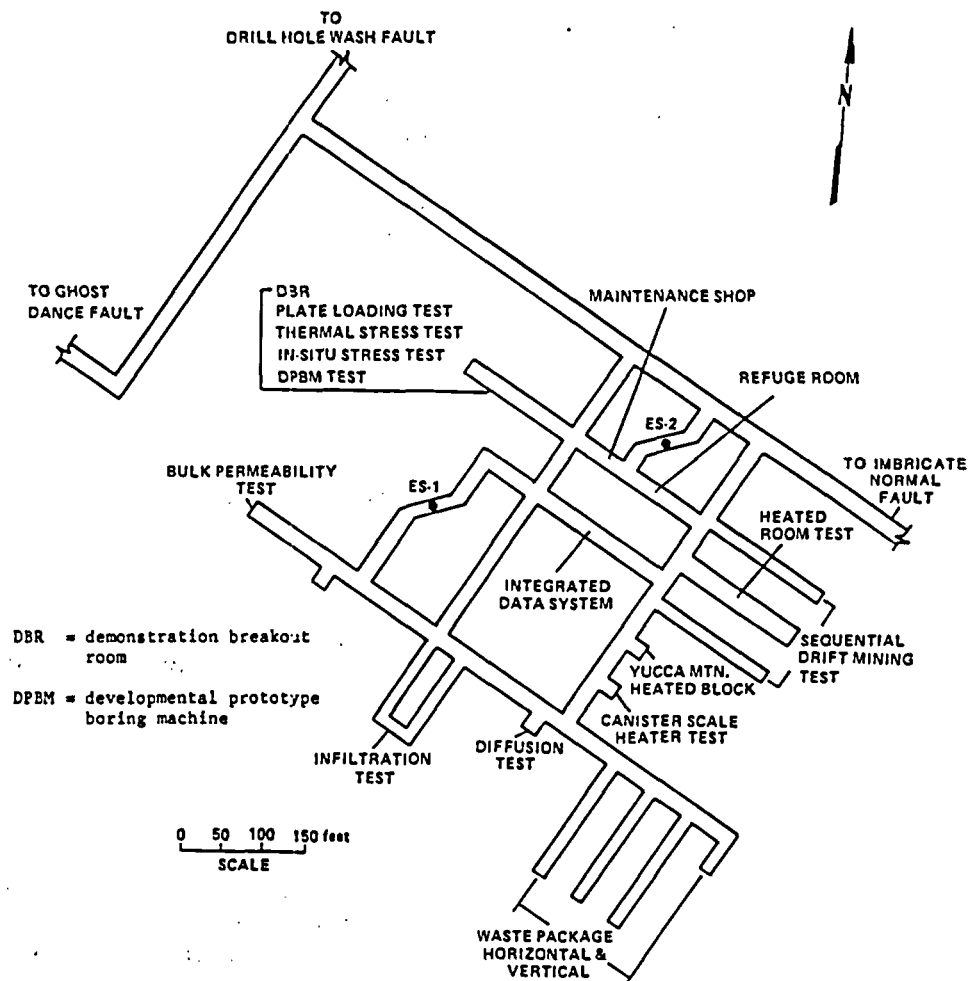 TO
DRILL HOLE WASH FAULT
N
TO GHOST
DANCE FAULT
DBR
PLATE LOADING TEST
THERMAL STRESS TEST
IN-SITU STRESS TEST
DPBM TEST
MAINTENANCE SHOP
REFUGE ROOM
ES-2
TO IMBRICATE
NORMAL
FAULT
BULK PERMEABILITY
TEST
ES-1
HEATED
ROOM TEST
INTEGRATED
DATA SYSTEM
SEQUENTIAL
DRIFT MINING
TEST
DBR = demonstration breakout
room
YUCCA MTN.
HEATED BLOCK
DPBM = developmental prototype
boring machine
CANISTER SCALE
HEATER TEST
INFILTRATION
TEST
DIFFUSION
TEST
0 50 100 150 feet
SCALE
WASTE PACKAGE
HORIZONTAL &
VERTICAL